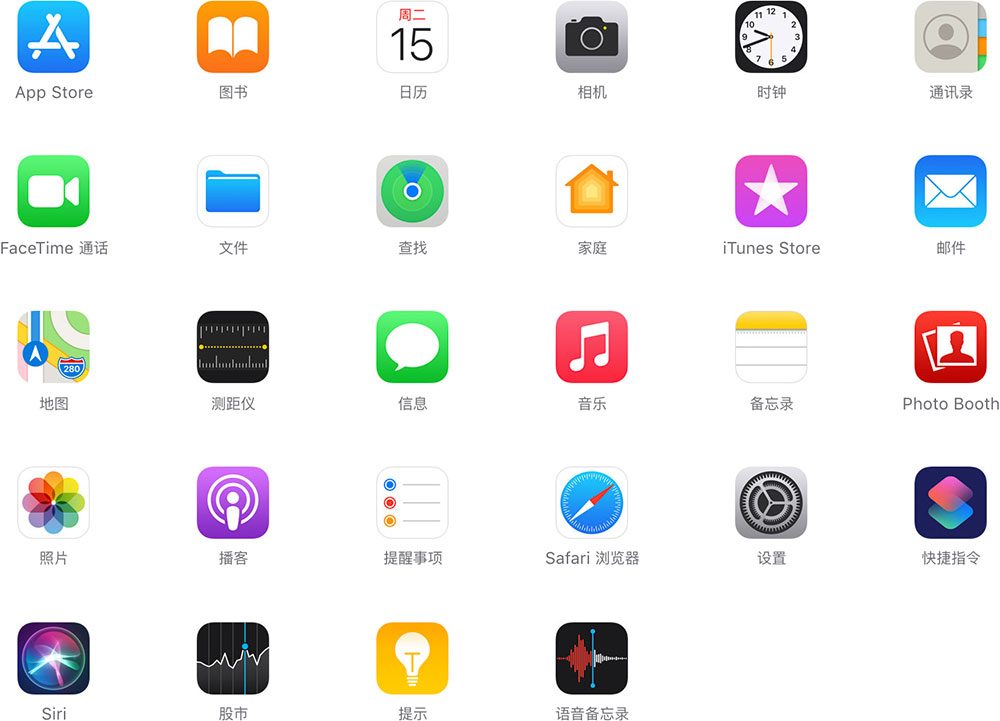 周二
15
12
11
1
10
2
9
3
8
4
7
5
6
App Store
图书
日历
相机
时钟
通讯录
FaceTime 通话
文件
查找
家庭
iTunes Store
邮件
280
地图
测距仪
信息
音乐
备忘录
Photo Booth
照片
播客
提醒事项
Safari 浏览器
设置
快捷指令
Siri
股市
提示
语音备忘录